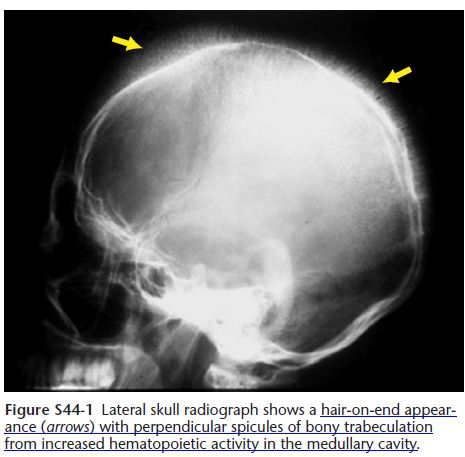 Figure S44-1 Lateral skull radiograph shows a hair-on-end appear-
ance (arrows) with perpendicular spicules of bony trabeculation
from increased hematopoietic activity in the medullary cavity.